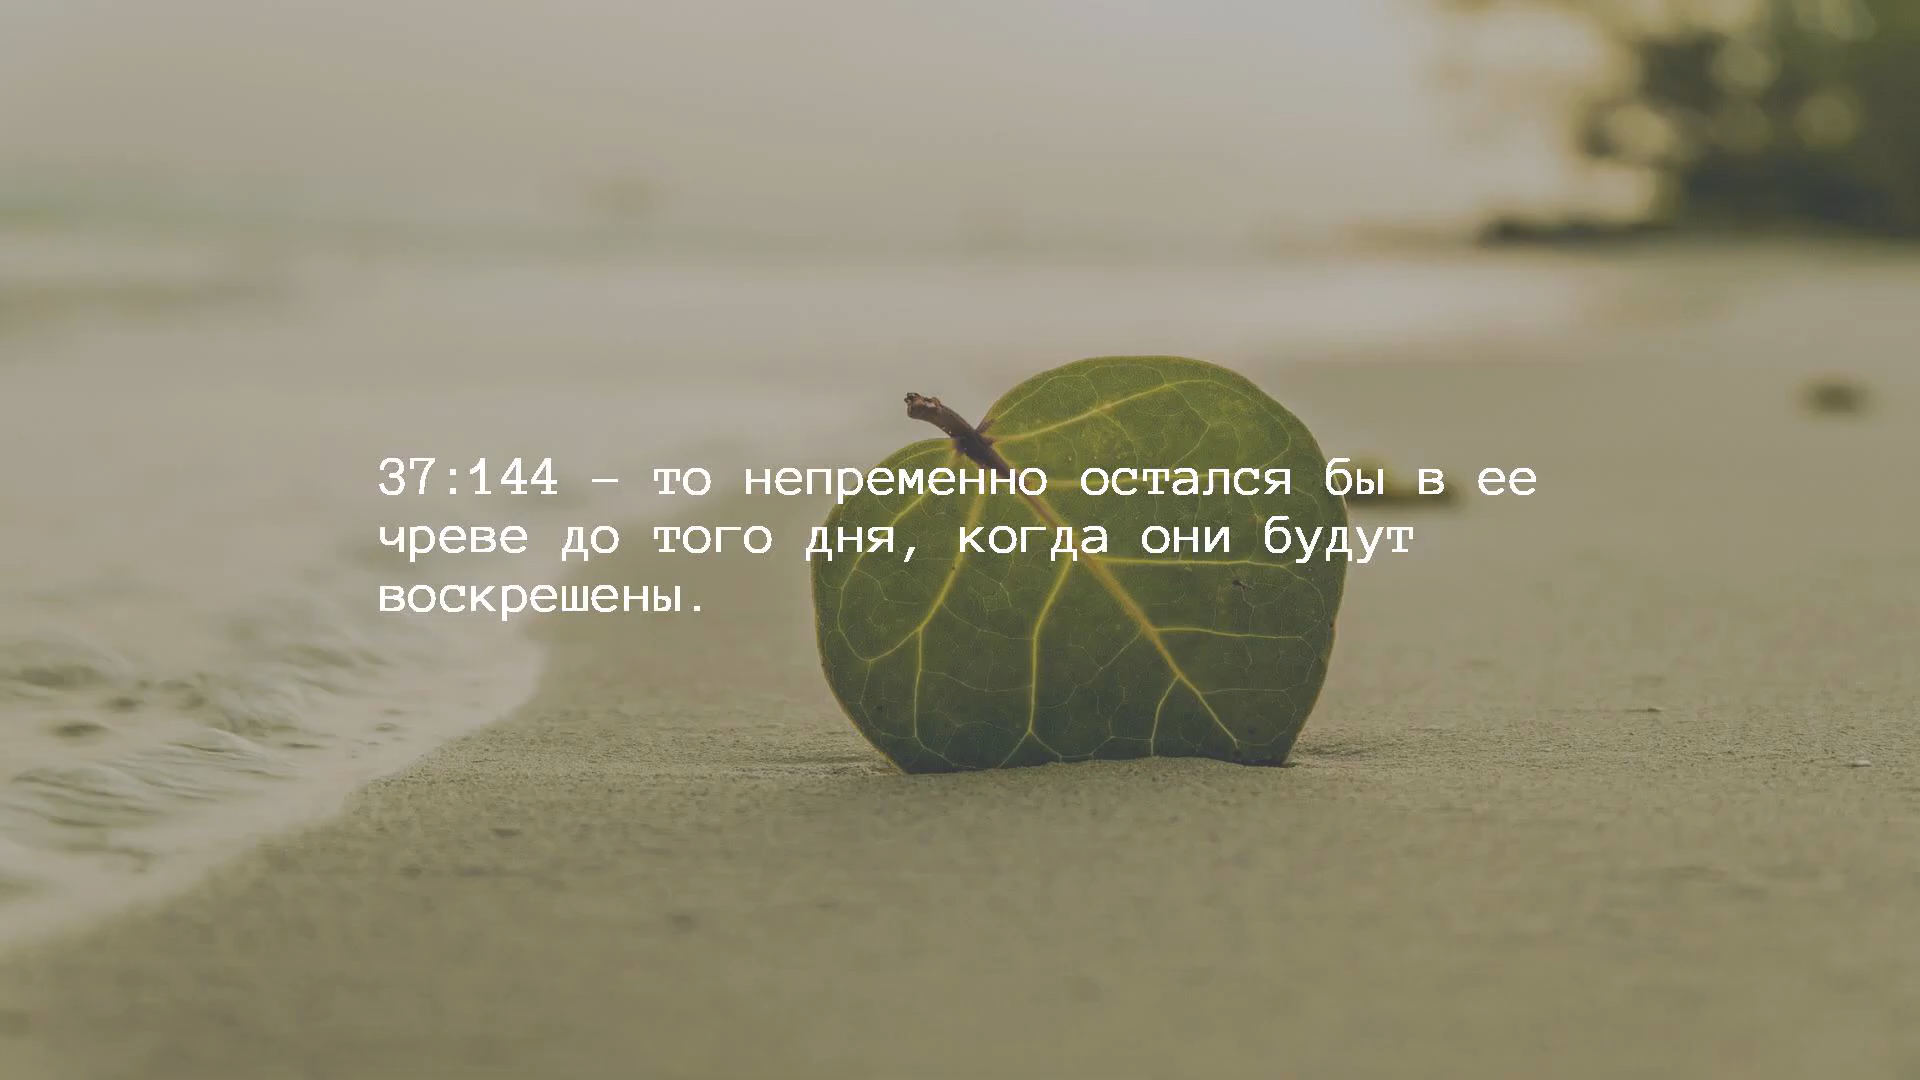 37:144 — то непременно остался бы в ее
чреве до того дня, когда они будут
воскрешены.